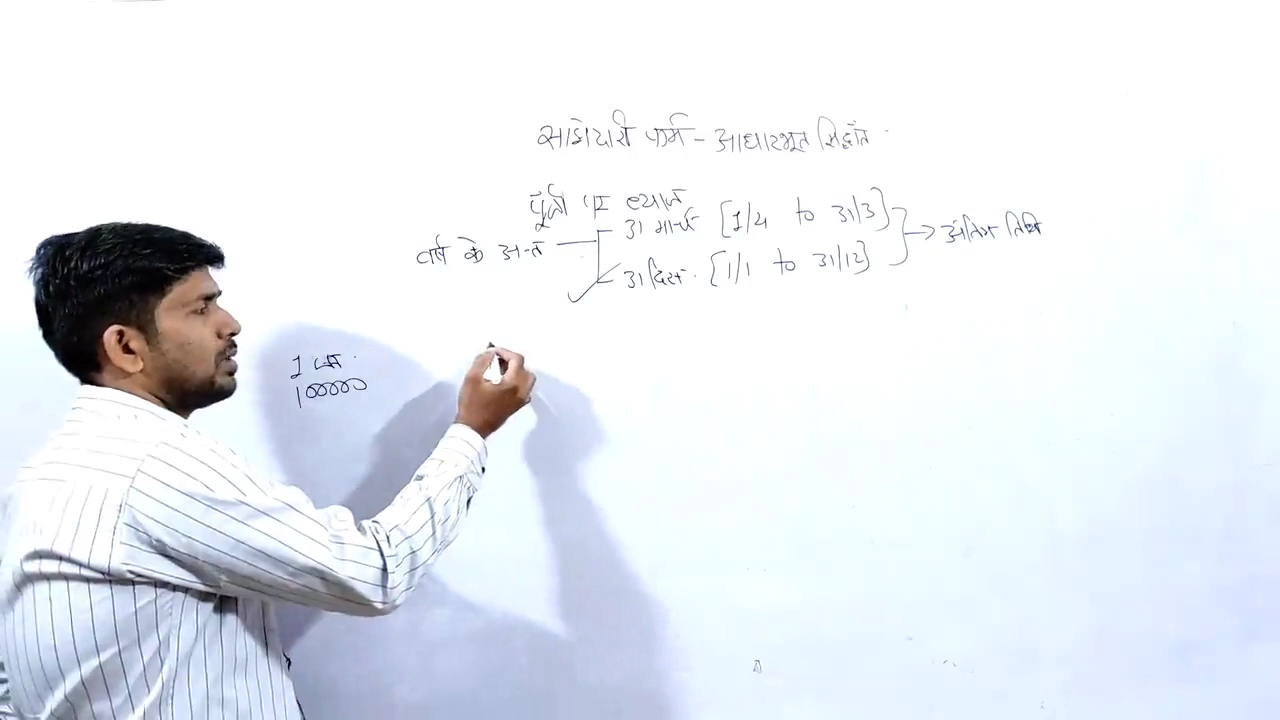 साझेदारी फर्म - आधारभूत सिद्धांत
पूँजी पर ब्याज
वर्ष के अन्त
31 मार्च [1/4 to 31/3]
31 दिस. [1/1 to 31/12]
→ अंतिम तिथि
1 वर्ष
100000